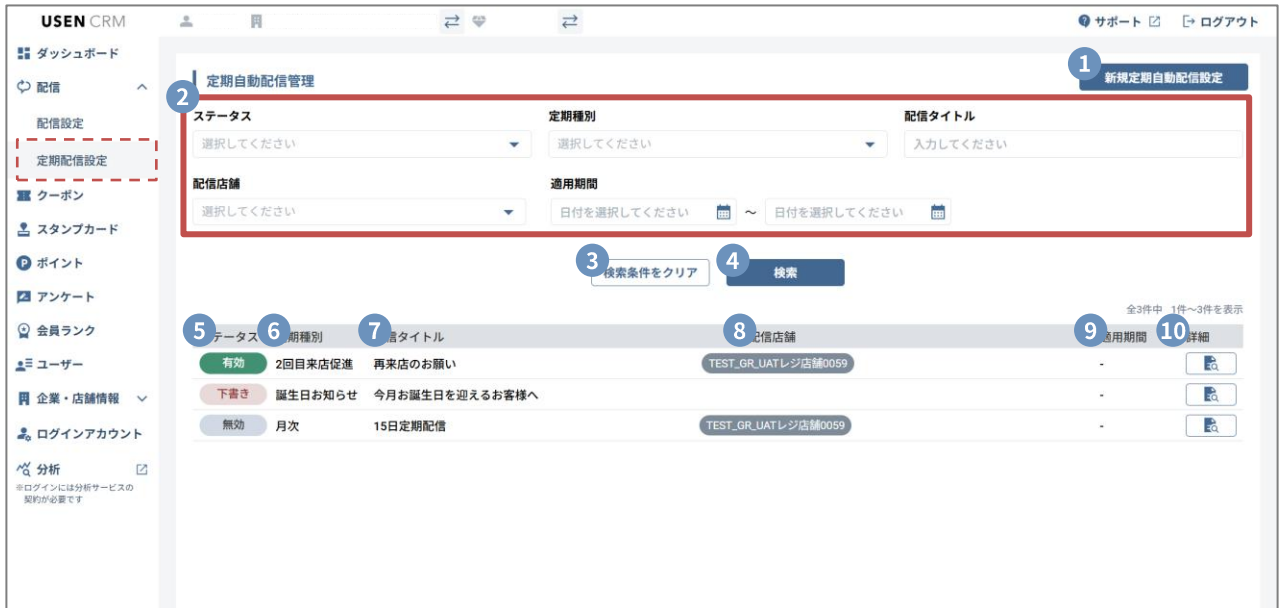 USEN CRM
サポート
ログアウト
ダッシュボード
配信
配信設定
定期配信設定
クーポン
スタンプカード
ポイント
アンケート
会員ランク
ユーザー
企業・店舗情報
ログインアカウント
分析
※ログインには分析サービスの
契約が必要です
定期自動配信管理
1
新規定期自動配信設定
2
ステータス
定期種別
配信タイトル
選択してください
選択してください
入力してください
配信店舗
適用期間
選択してください
日付を選択してください ～ 日付を選択してください
3
検索条件をクリア
4
検索
全3件中 1件～3件を表示
5 テータス 6 期種別 7 信タイトル 8 配信店舗 9 適用期間 10 詳細
有効 2回目来店促進 再来店のお願い TEST_GR_UATレジ店舗0059 -
下書き 誕生日お知らせ 今月お誕生日を迎えるお客様へ -
無効 月次 15日定期配信 TEST_GR_UATレジ店舗0059 -